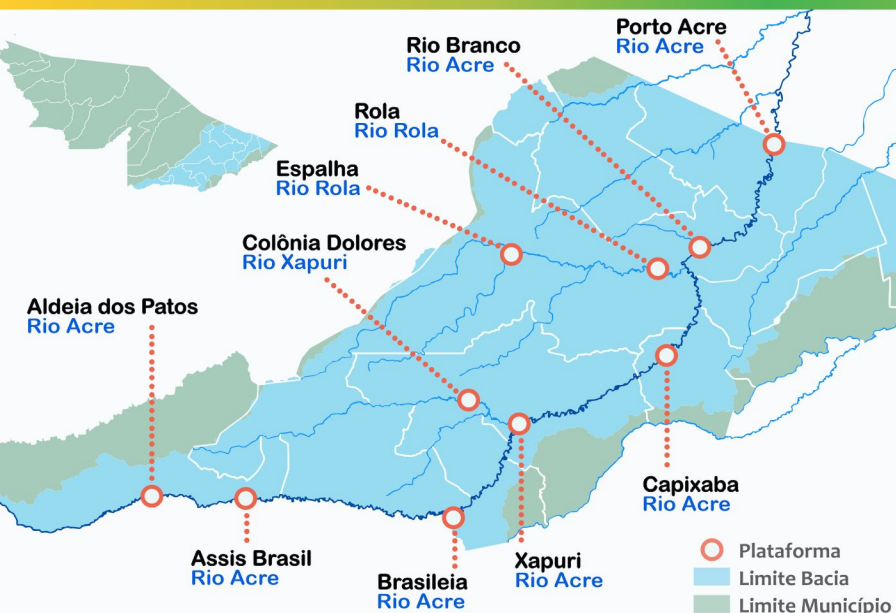 Porto Acre
Rio Acre
Rio Branco
Rio Acre
Rola
Rio Rola
Espalha
Rio Rola
Colônia Dolores
Rio Xapuri
Aldeia dos Patos
Rio Acre
Capixaba
Rio Acre
Assis Brasil
Rio Acre
Brasileia
Rio Acre
Xapuri
Rio Acre
Plataforma
Limite Bacia
Limite Município